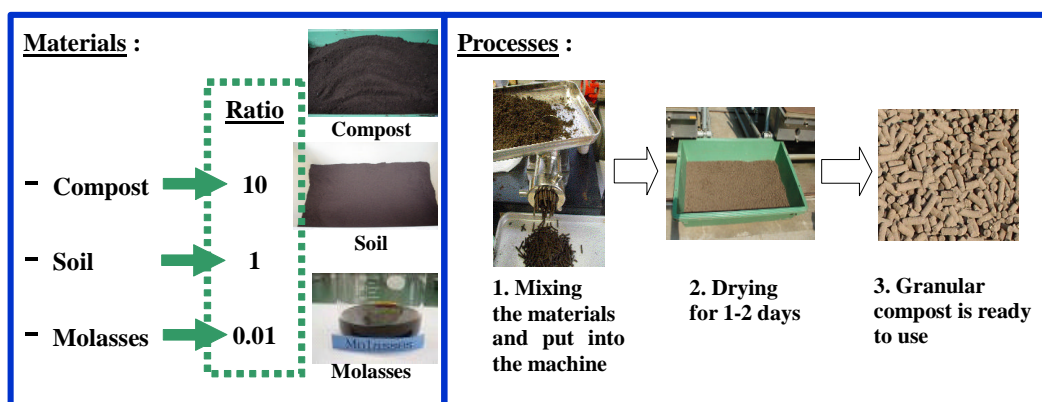 Materials :
Ratio
- Compost 10
- Soil 1
- Molasses 0.01
Compost
Soil
Molasses
Molasses
Processes :
1. Mixing
the materials
and put into
the machine
2. Drying
for 1-2 days
3. Granular
compost is ready
to use